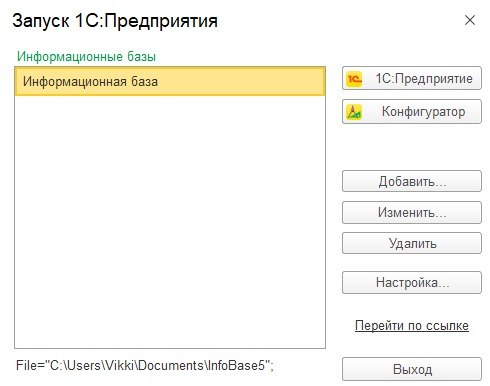 Запуск 1С:Предприятия
Информационные базы
Информационная база
1С 1С:Предприятие
Конфигуратор
Добавить...
Изменить...
Удалить
Настройка...
Перейти по ссылке
File="C:\Users\Vikki\Documents\InfoBase5";
Выход